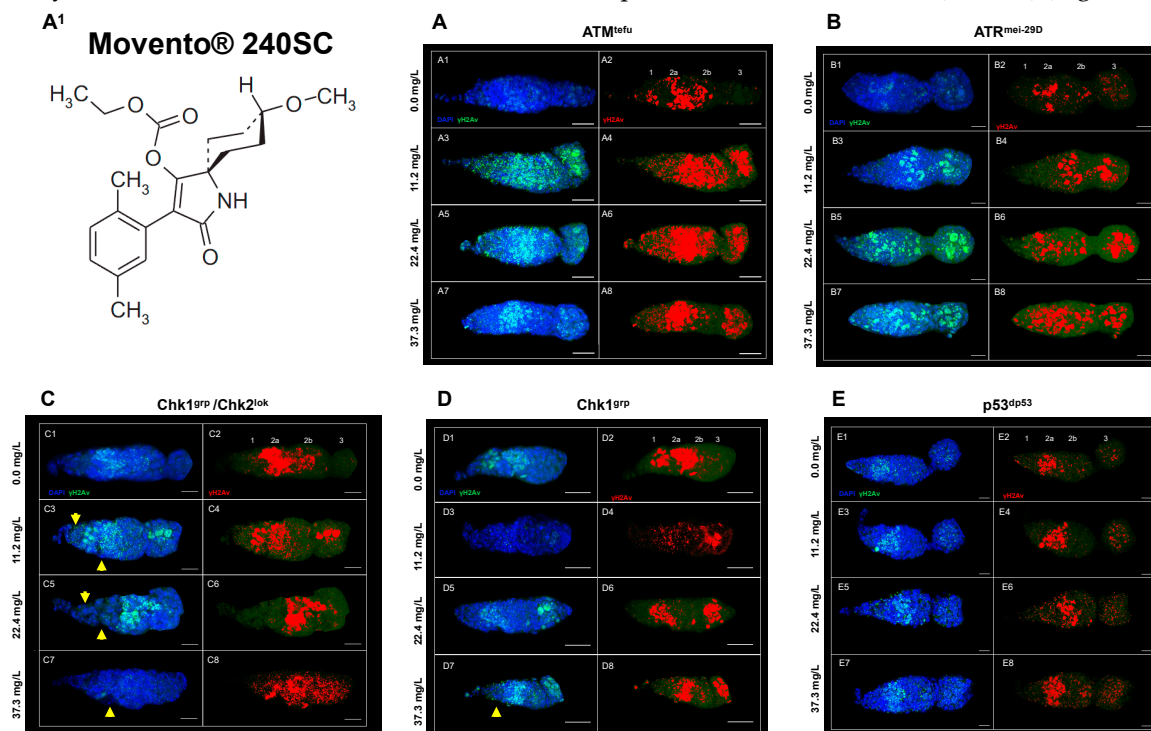 A¹
Movento® 240SC
H
H₃C
O
O
CH₃
O
O
CH₃
NH
O
CH₃
A
ATMtefu
0.0 mg/L
11.2 mg/L
22.4 mg/L
37.3 mg/L
A1
DAPI γH2Av
A2
1 2a 2b 3
γH2Av
A3
A4
A5
A6
A7
A8
B
ATRmei-29D
0.0 mg/L
11.2 mg/L
22.4 mg/L
37.3 mg/L
B1
DAPI γH2Av
B2
1 2a 2b 3
γH2Av
B3
B4
B5
B6
B7
B8
C
Chk1grp /Chk2lok
0.0 mg/L
11.2 mg/L
22.4 mg/L
37.3 mg/L
C1
DAPI γH2Av
C2
1 2a 2b 3
γH2Av
C3
C4
C5
C6
C7
C8
D
Chk1grp
0.0 mg/L
11.2 mg/L
22.4 mg/L
37.3 mg/L
D1
DAPI γH2Av
D2
1 2a 2b 3
γH2Av
D3
D4
D5
D6
D7
D8
E
p53dp53
0.0 mg/L
11.2 mg/L
22.4 mg/L
37.3 mg/L
E1
DAPI γH2Av
E2
1 2a 2b 3
γH2Av
E3
E4
E5
E6
E7
E8